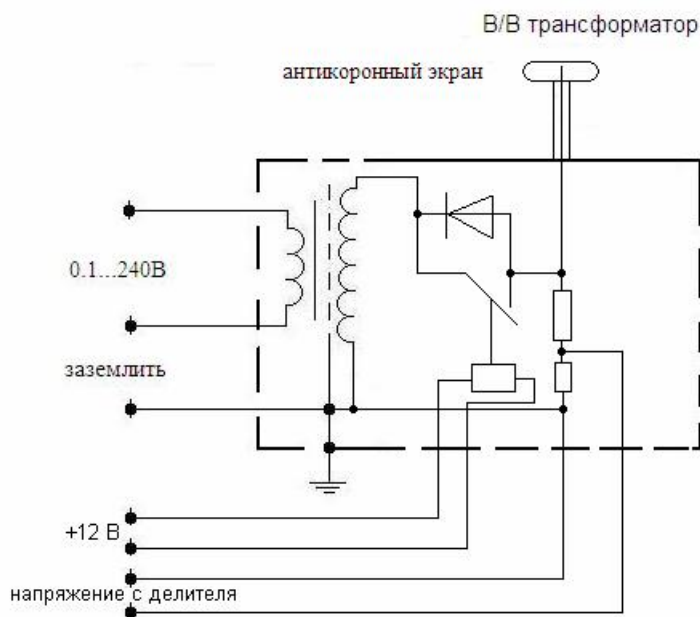 В/В трансформатор
антикоронный экран
0.1...240В
заземлить
+12 В
напряжение с делителя